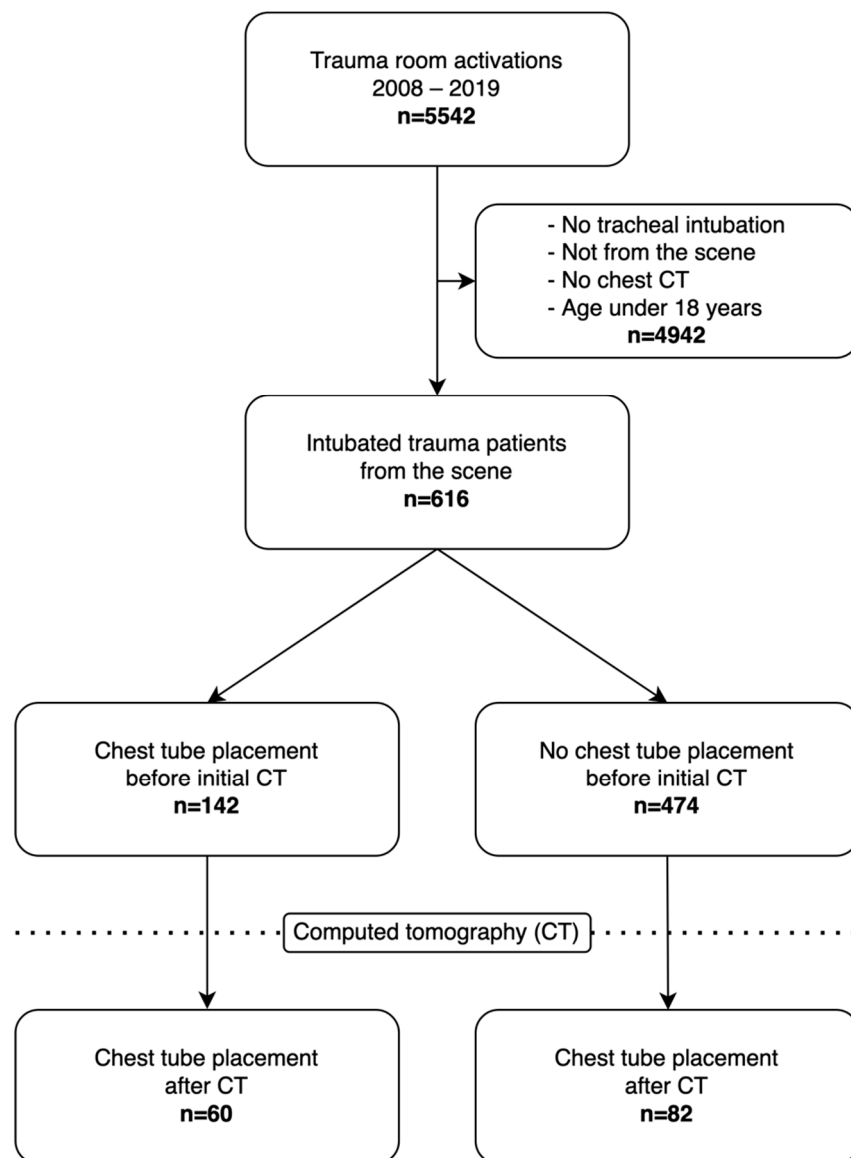 Trauma room activations
2008 – 2019
n=5542
- No tracheal intubation
- Not from the scene
- No chest CT
- Age under 18 years
n=4942
Intubated trauma patients
from the scene
n=616
Chest tube placement
before initial CT
n=142
No chest tube placement
before initial CT
n=474
Computed tomography (CT)
Chest tube placement
after CT
n=60
Chest tube placement
after CT
n=82